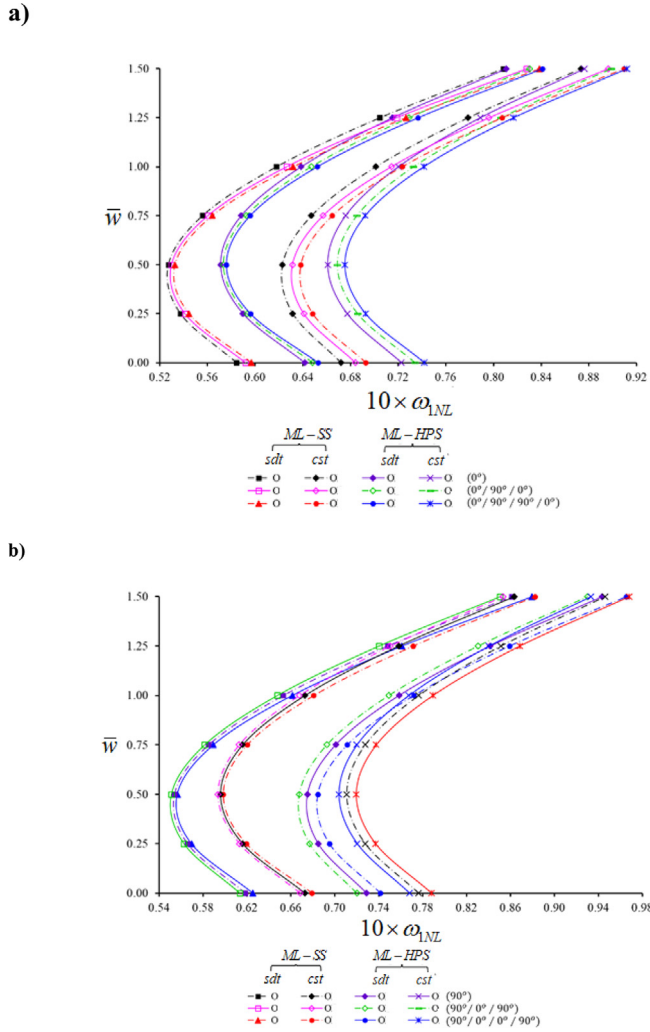 a)
1.50
1.25
1.00
0.75
0.50
0.25
0.00
w̅
0.52 0.56 0.60 0.64 0.68 0.72 0.76 0.80 0.84 0.88 0.92
10 × ω1NL
ML – SS ML – HPS
sdt cst sdt cst
O O O O (0°)
O O O O (0°/ 90° / 0°)
O O O O (0°/ 90° / 90° / 0°)
b)
1.50
1.25
1.00
0.75
0.50
0.25
0.00
w̅
0.54 0.58 0.62 0.66 0.70 0.74 0.78 0.82 0.86 0.90 0.94 0.98
10 × ω1NL
ML – SS ML – HPS
sdt cst sdt cst
O O O O (90°)
O O O O (90°/ 0° / 90°)
O O O O (90°/ 0° / 0° / 90°)